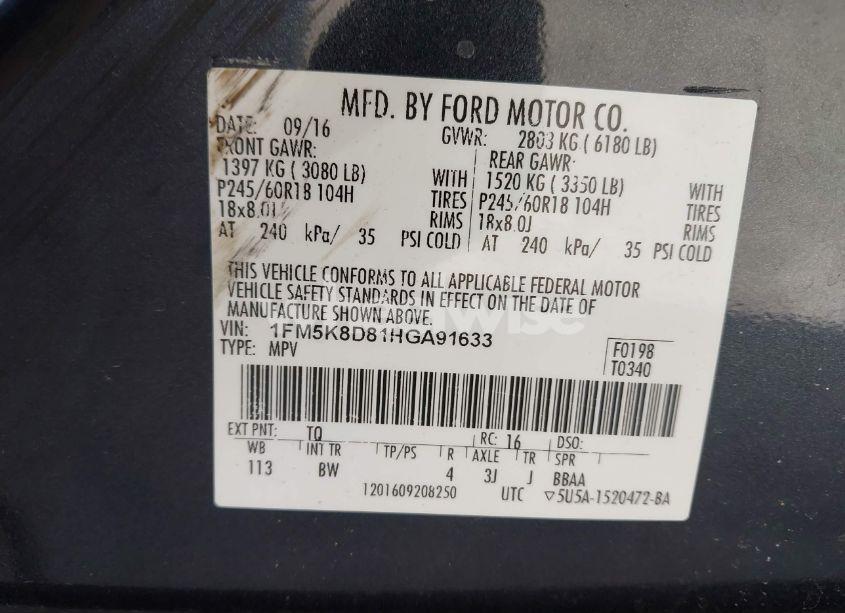 MFD. BY FORD MOTOR CO.
DATE: 09/16 GVWR: 2803 KG ( 6180 LB)
FRONT GAWR: REAR GAWR:
1397 KG ( 3080 LB) WITH 1520 KG ( 3350 LB) WITH
P245/60R18 104H TIRES P245/60R18 104H TIRES
18x8.0J RIMS 18x8.0J RIMS
AT 240 kPa/ 35 PSI COLD AT 240 kPa/ 35 PSI COLD
THIS VEHICLE CONFORMS TO ALL APPLICABLE FEDERAL MOTOR
VEHICLE SAFETY STANDARDS IN EFFECT ON THE DATE OF
MANUFACTURE SHOWN ABOVE.
VIN: 1FM5K8D81HGA91633
TYPE: MPV
F0198
T0340
EXT PNT: TQ RC: 16 DSO:
WB INT TR TP/PS R AXLE TR SPR
113 BW 4 3J J BBAA
1201609208250 UTC ▽5U5A-1520472-BA